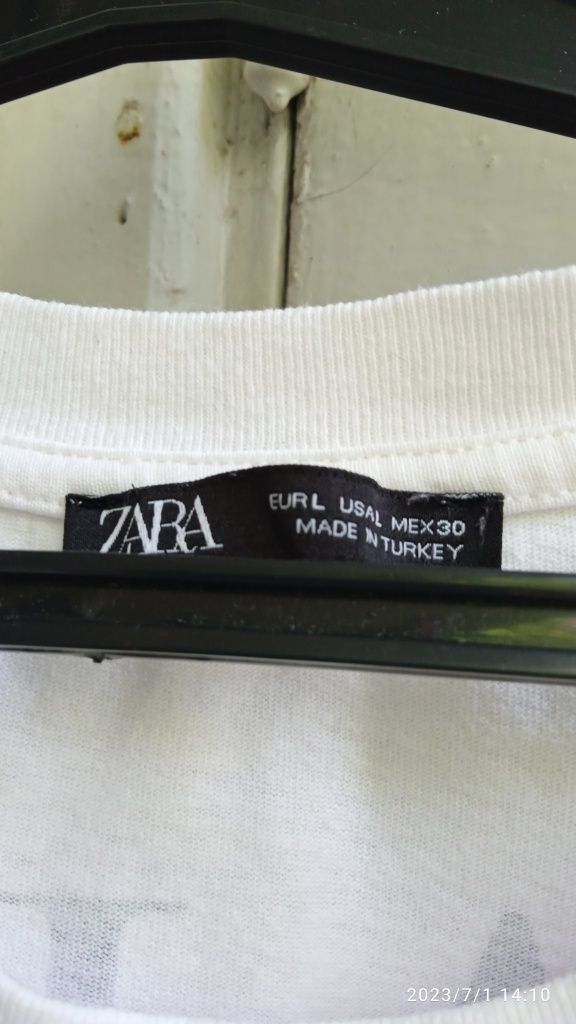 ZARA
EUR L USA L MEX 30
MADE IN TURKEY
2023/7/1 14:10